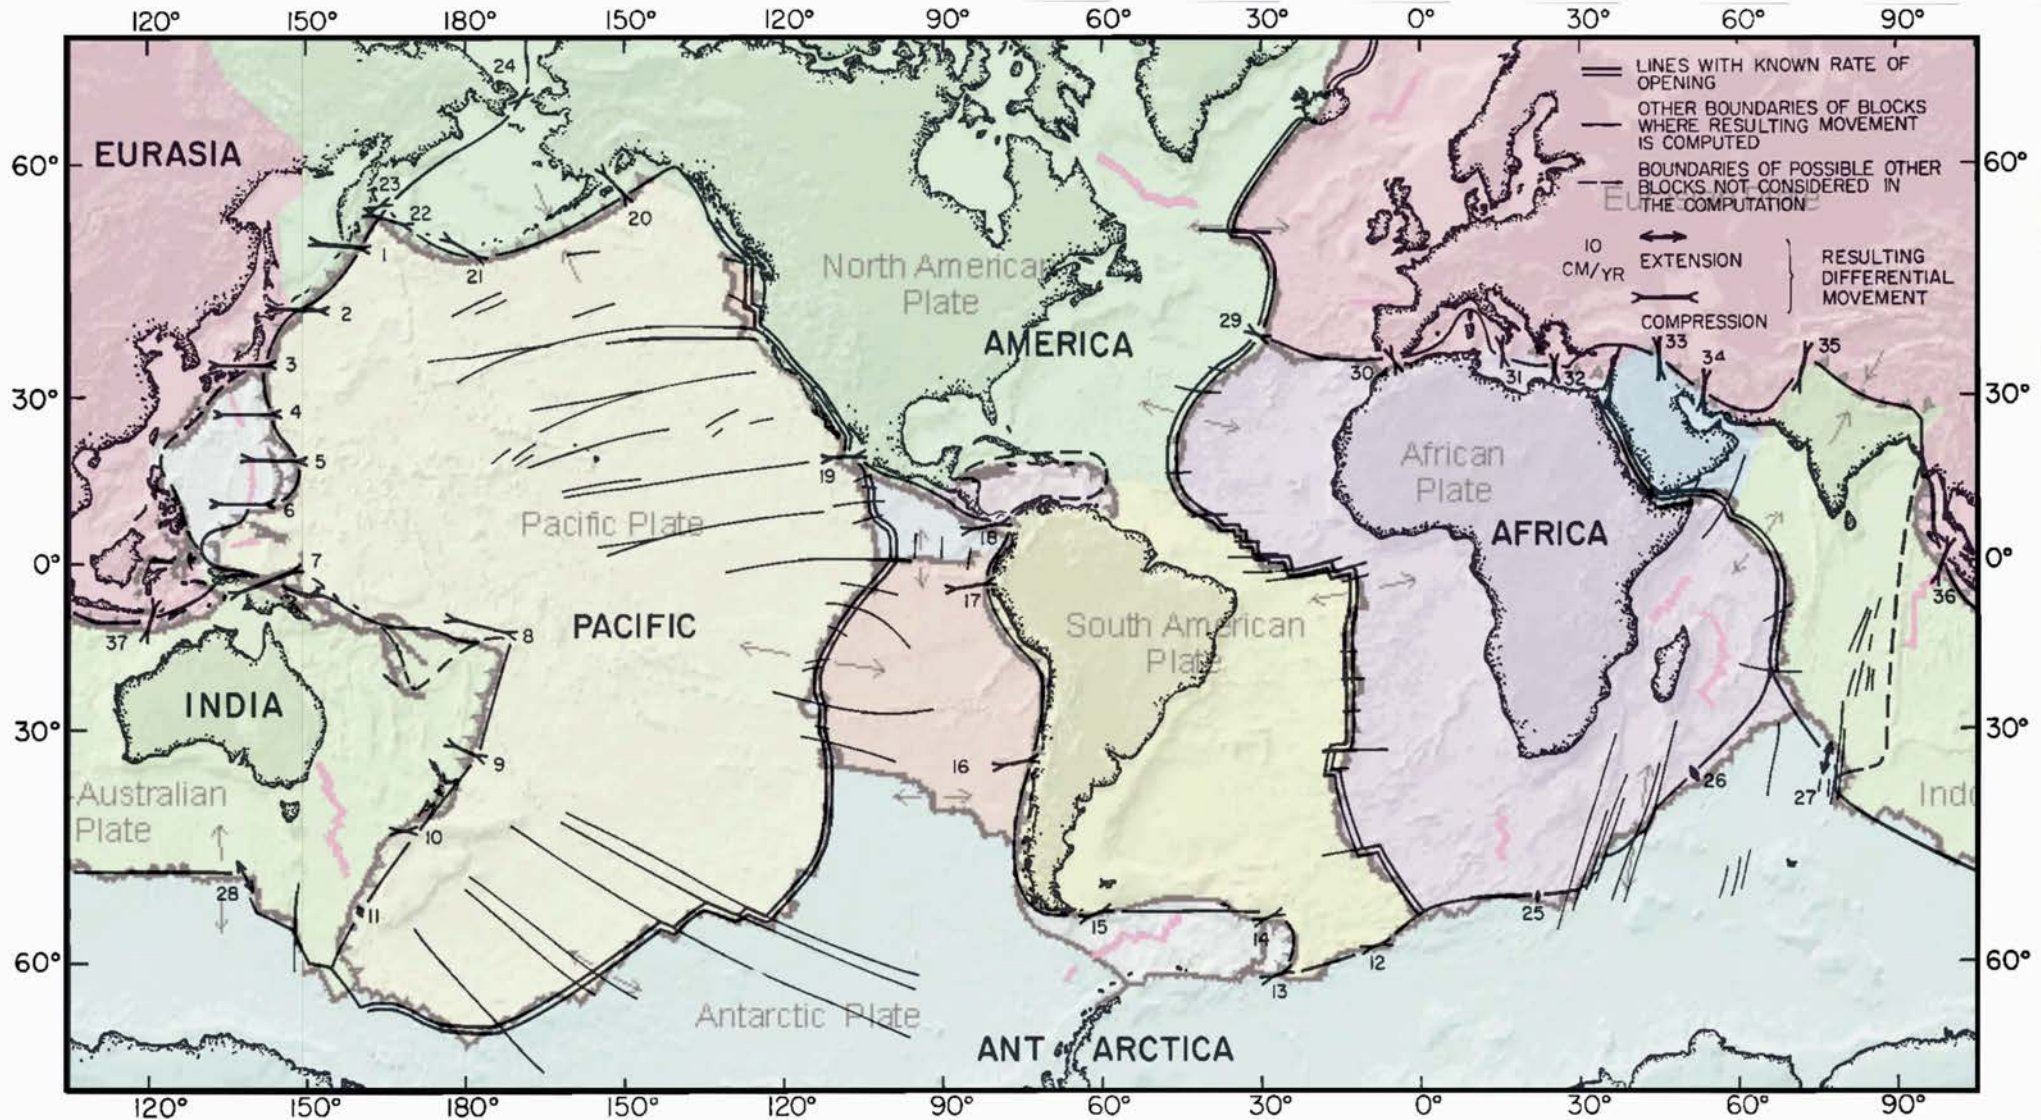 120° 150° 180° 150° 120° 90° 60° 30° 0° 30° 60° 90°
24
LINES WITH KNOWN RATE OF
OPENING
OTHER BOUNDARIES OF BLOCKS
WHERE RESULTING MOVEMENT
IS COMPUTED
BOUNDARIES OF POSSIBLE OTHER
BLOCKS NOT CONSIDERED IN
THE COMPUTATION
10
CM/YR
EXTENSION
COMPRESSION
RESULTING
DIFFERENTIAL
MOVEMENT
EURASIA
60° 60°
23
22
20
1
21
North American
Plate
2
29
AMERICA
33
34
35
3
30
31
32
30° 30°
4
5
19
African
Plate
6
Pacific Plate
18
AFRICA
7
0° 0°
17
36
37
8
PACIFIC
South American
Plate
INDIA
30° 30°
9
16
26
27
Australian
Plate
10
28
11
15
14
25
12
60° 60°
13
Antarctic Plate
ANT ARCTICA
120° 150° 180° 150° 120° 90° 60° 30° 0° 30° 60° 90°